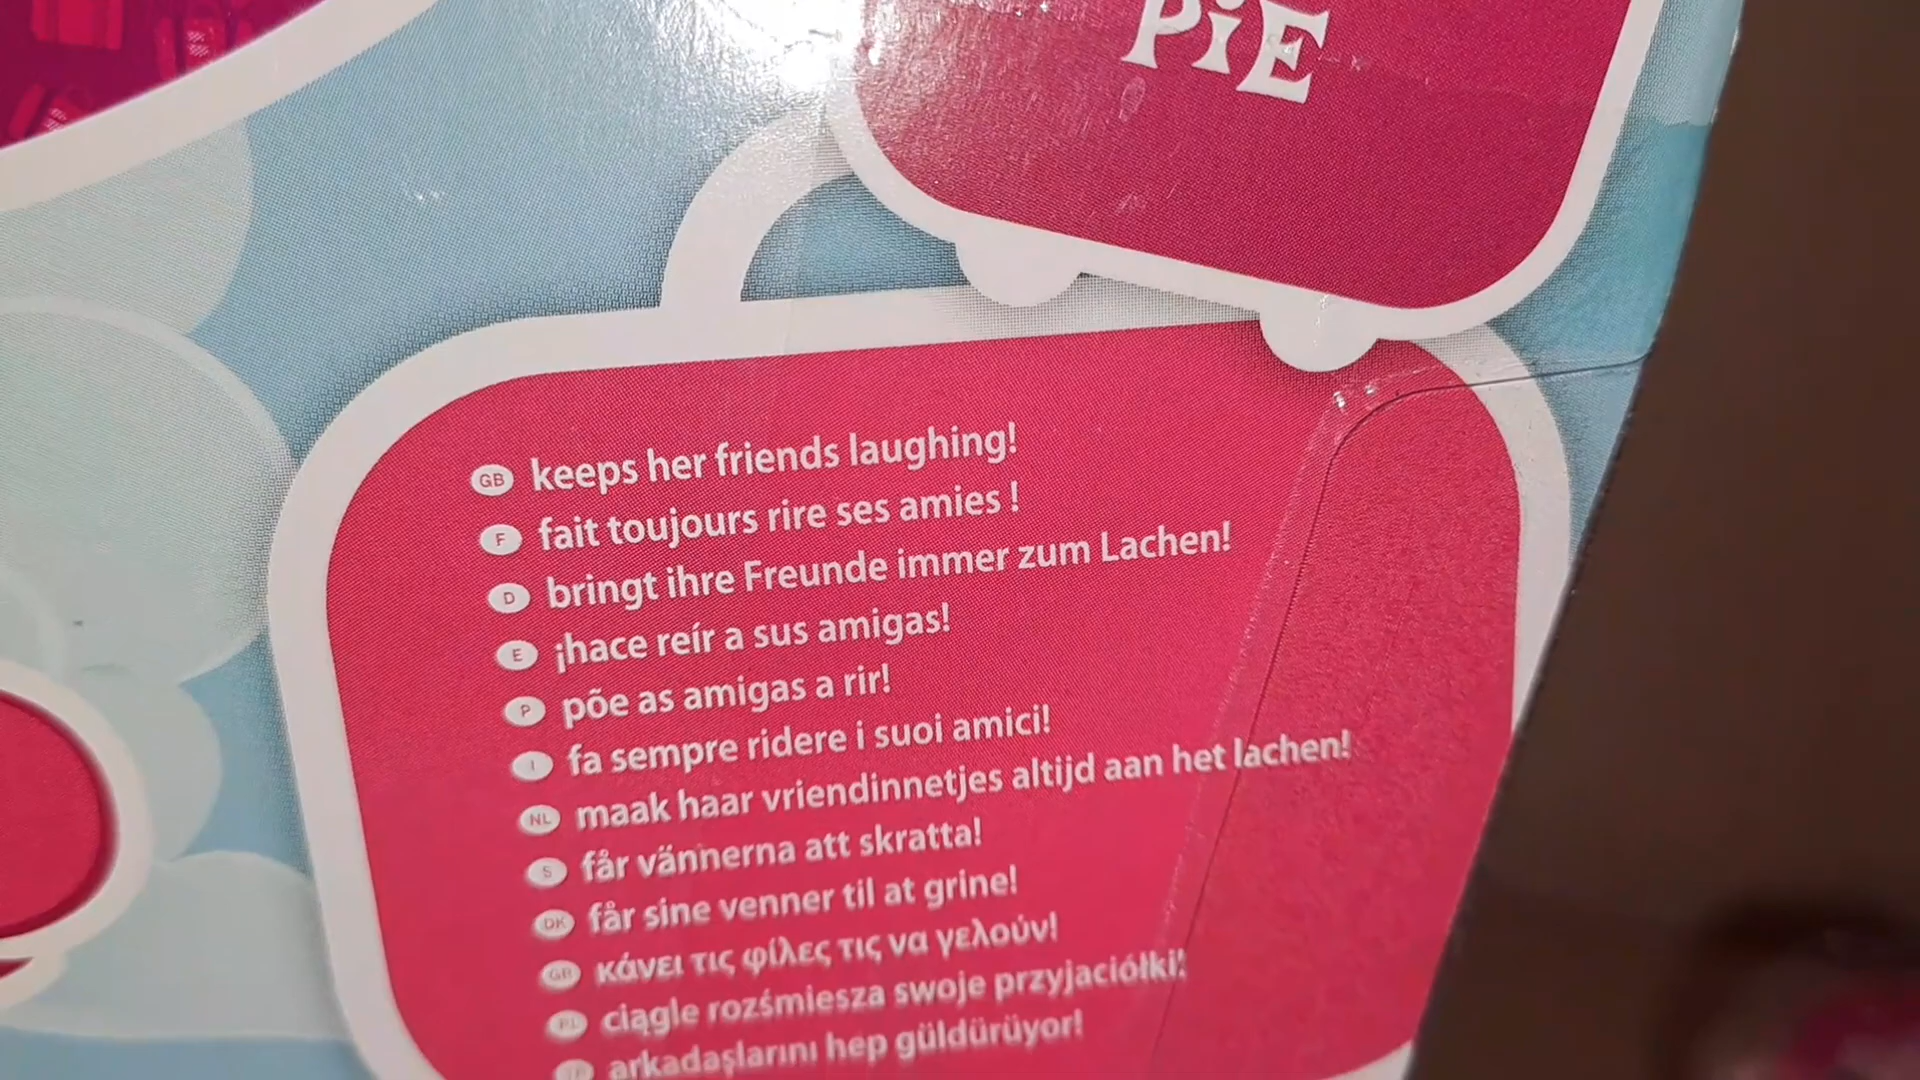 PiE
GB keeps her friends laughing!
F fait toujours rire ses amies !
D bringt ihre Freunde immer zum Lachen!
E ¡hace reír a sus amigas!
P põe as amigas a rir!
I fa sempre ridere i suoi amici!
NL maak haar vriendinnetjes altijd aan het lachen!
S får vännerna att skratta!
DK får sine venner til at grine!
GR κάνει τις φίλες τις να γελούν!
PL ciągle rozśmiesza swoje przyjaciółki!
arkadaşlarını hep güldürüyor!